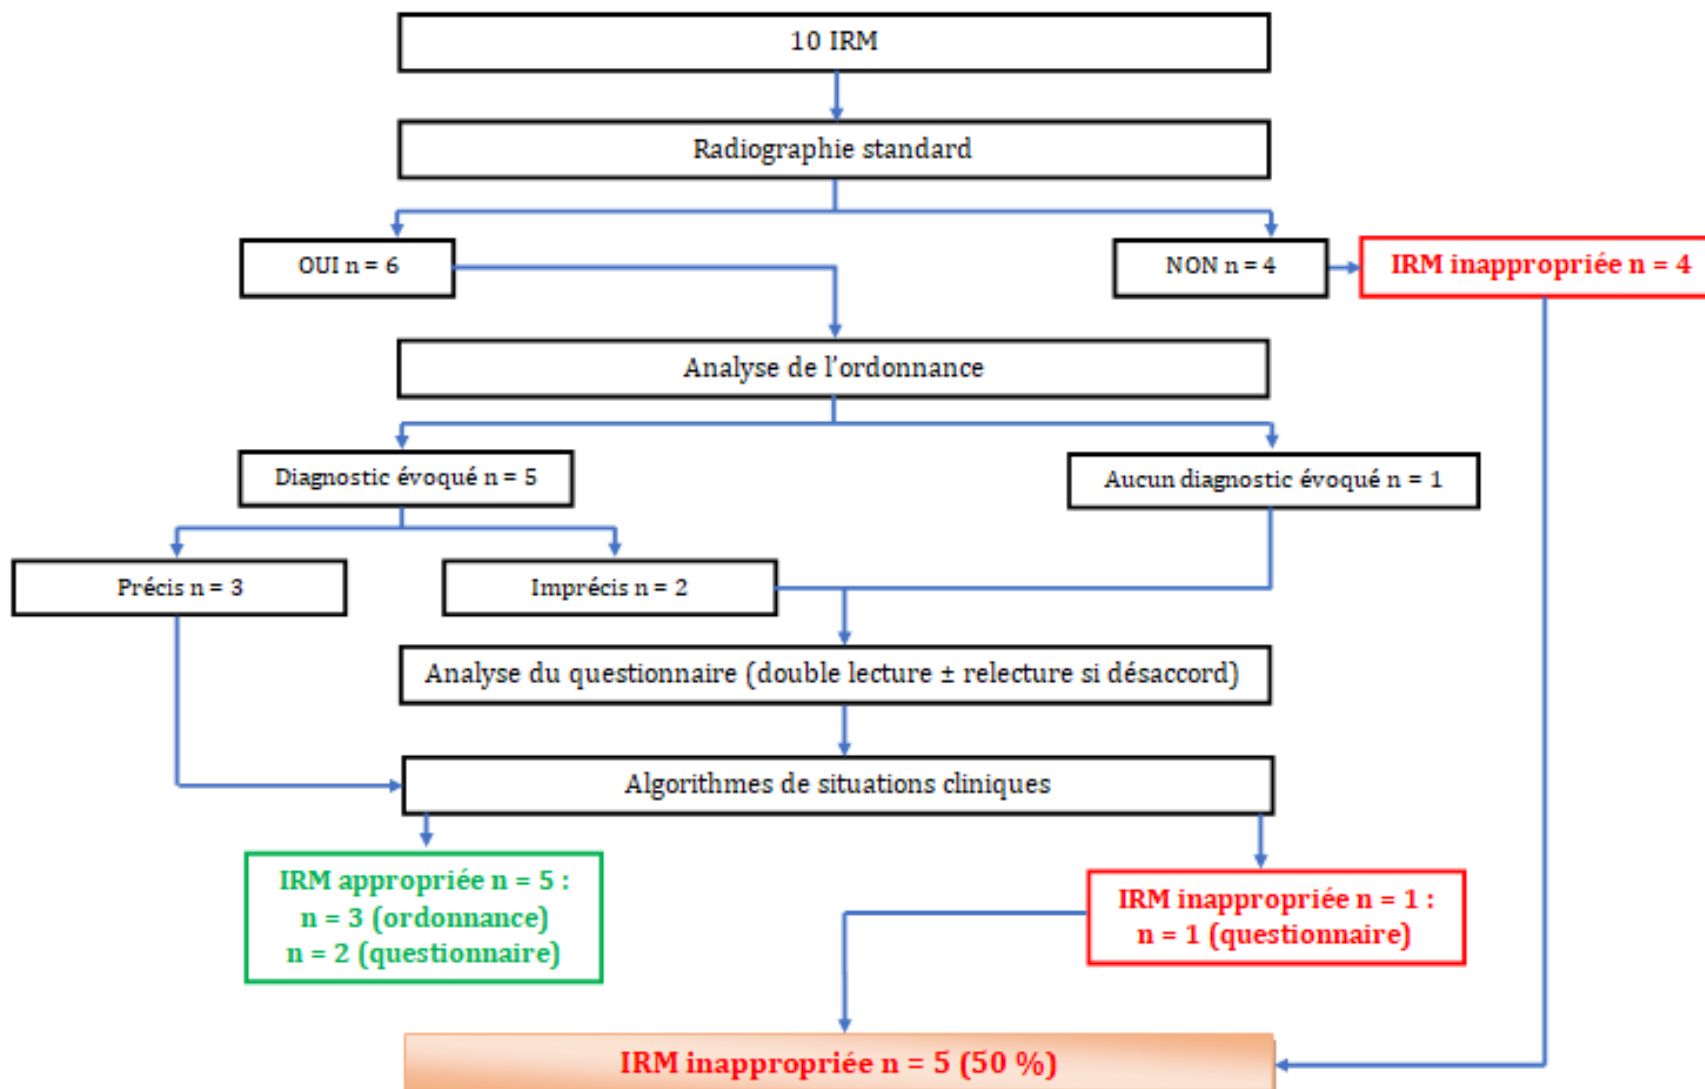 10 IRM
Radiographie standard
OUI n = 6
NON n = 4
IRM inappropriée n = 4
Analyse de l'ordonnance
Diagnostic évoqué n = 5
Aucun diagnostic évoqué n = 1
Précis n = 3
Imprécis n = 2
Analyse du questionnaire (double lecture ± relecture si désaccord)
Algorithmes de situations cliniques
IRM appropriée n = 5 :
n = 3 (ordonnance)
n = 2 (questionnaire)
IRM inappropriée n = 1 :
n = 1 (questionnaire)
IRM inappropriée n = 5 (50 %)